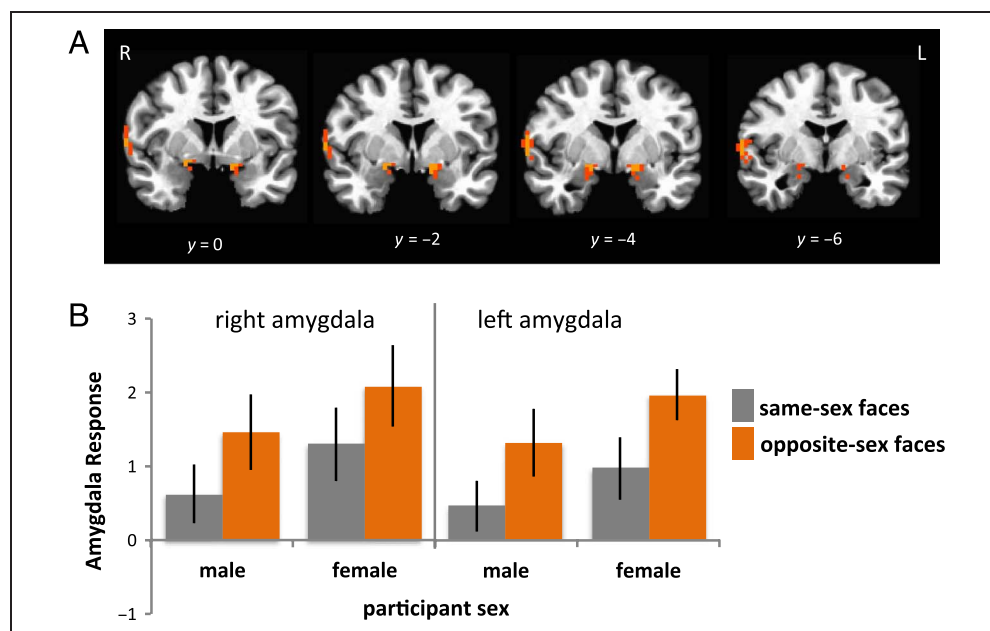 A
R
L
y = 0
y = −2
y = −4
y = −6
B
right amygdala
left amygdala
Amygdala Response
3
2
1
0
−1
male
female
male
female
participant sex
same-sex faces
opposite-sex faces